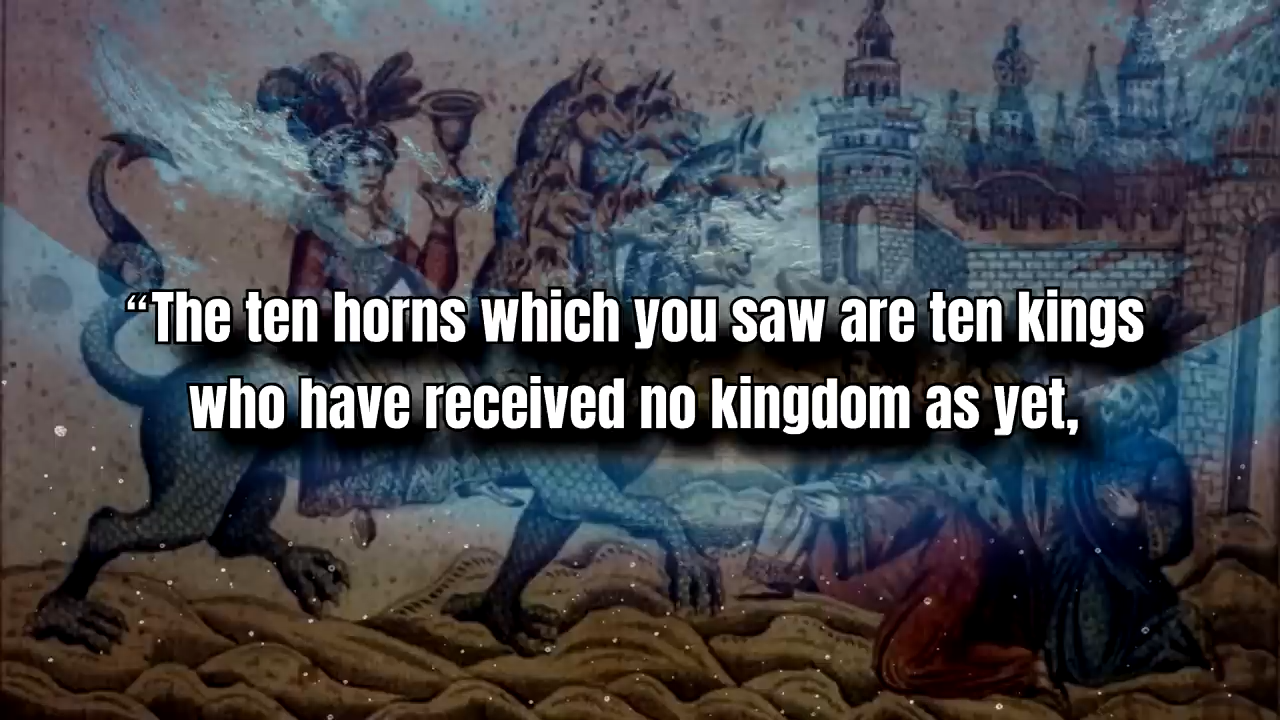 “The ten horns which you saw are ten kings
who have received no kingdom as yet,